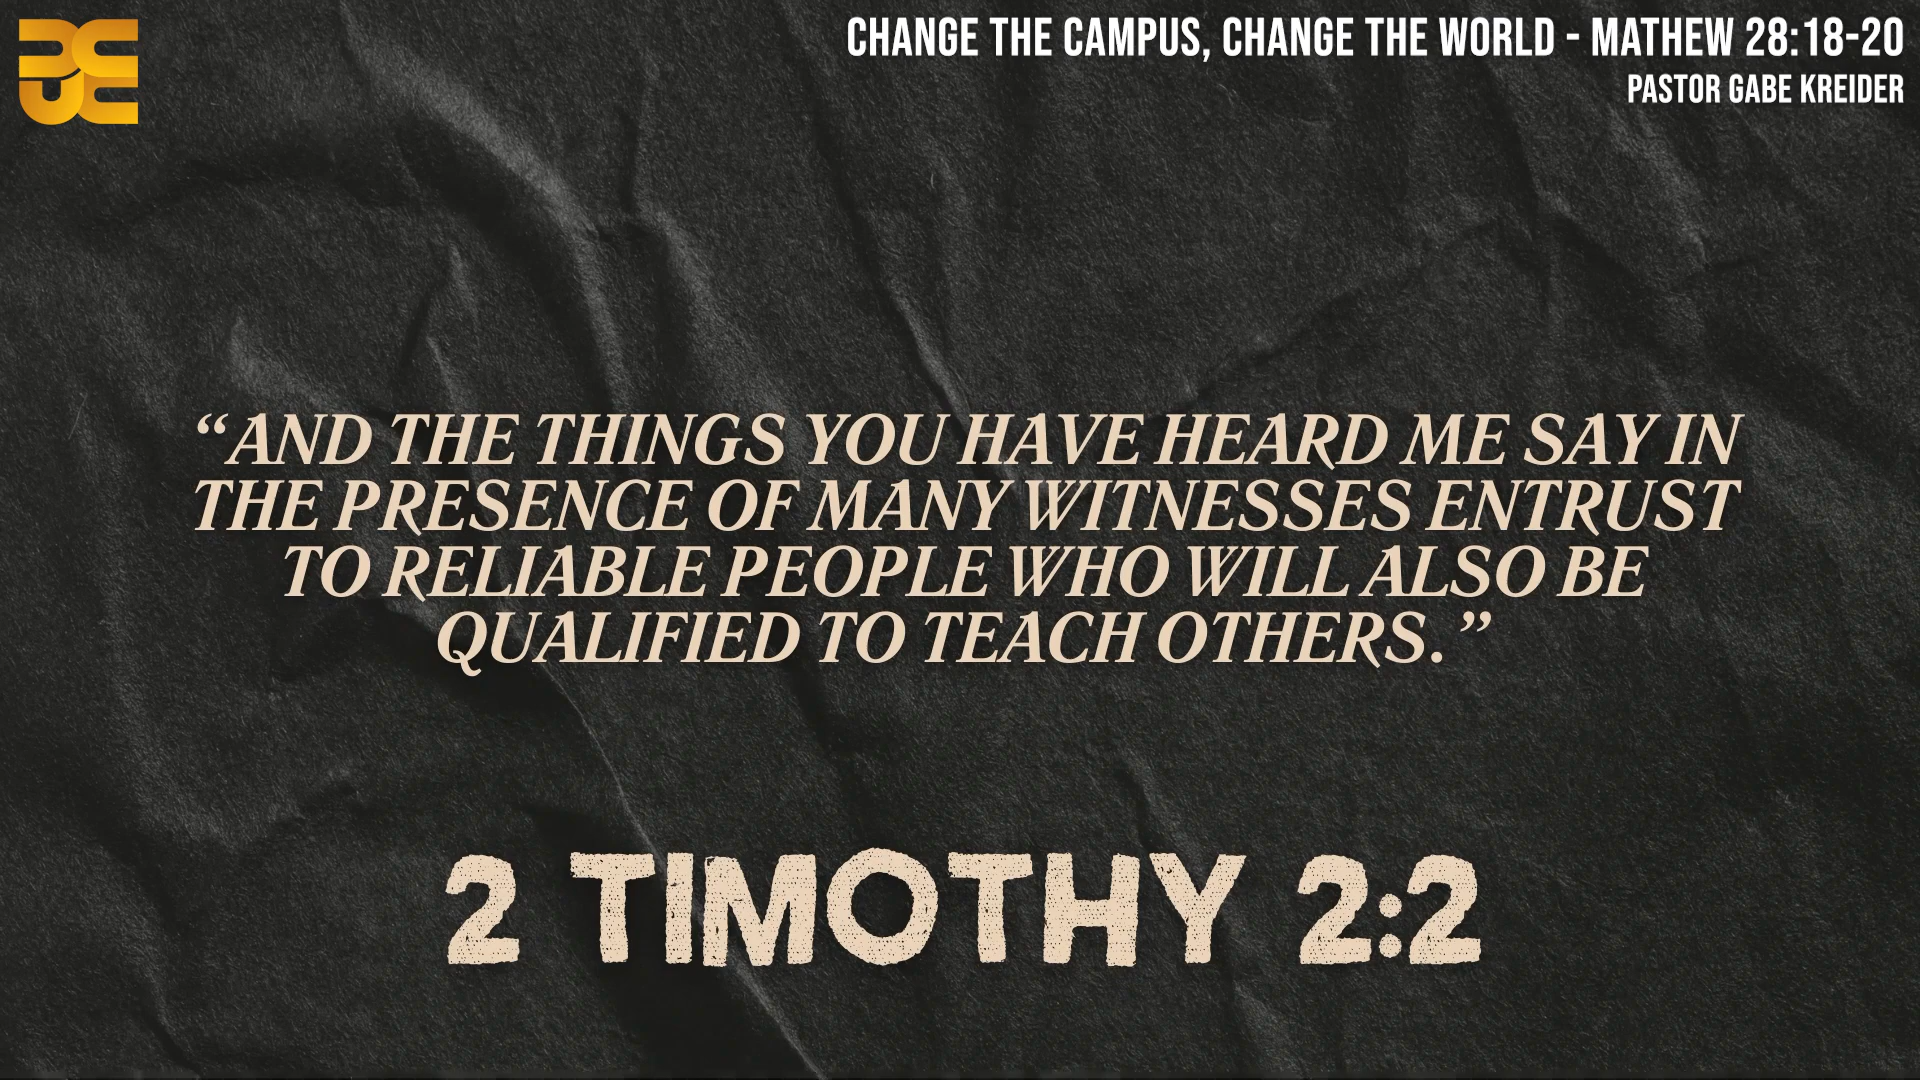 CHANGE THE CAMPUS, CHANGE THE WORLD - MATHEW 28:18-20
PASTOR GABE KREIDER
“AND THE THINGS YOU HAVE HEARD ME SAY IN
THE PRESENCE OF MANY WITNESSES ENTRUST
TO RELIABLE PEOPLE WHO WILL ALSO BE
QUALIFIED TO TEACH OTHERS.”
2 TIMOTHY 2:2